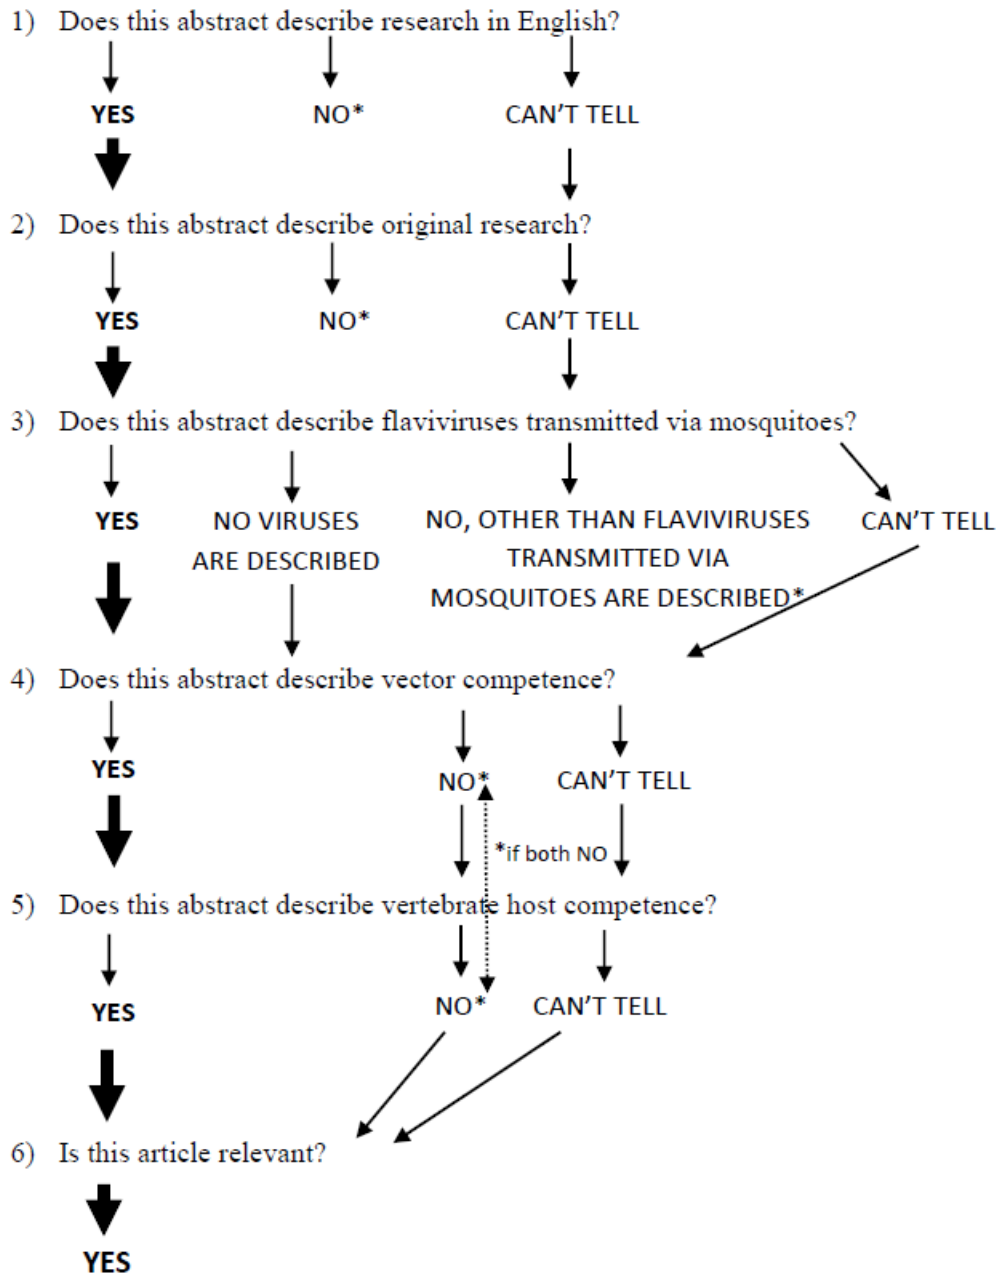 1) Does this abstract describe research in English?
YES NO* CAN'T TELL
2) Does this abstract describe original research?
YES NO* CAN'T TELL
3) Does this abstract describe flaviviruses transmitted via mosquitoes?
YES NO VIRUSES NO, OTHER THAN FLAVIVIRUSES CAN'T TELL
ARE DESCRIBED TRANSMITTED VIA
MOSQUITOES ARE DESCRIBED*
4) Does this abstract describe vector competence?
YES NO* CAN'T TELL
*if both NO
5) Does this abstract describe vertebrate host competence?
YES NO* CAN'T TELL
6) Is this article relevant?
YES